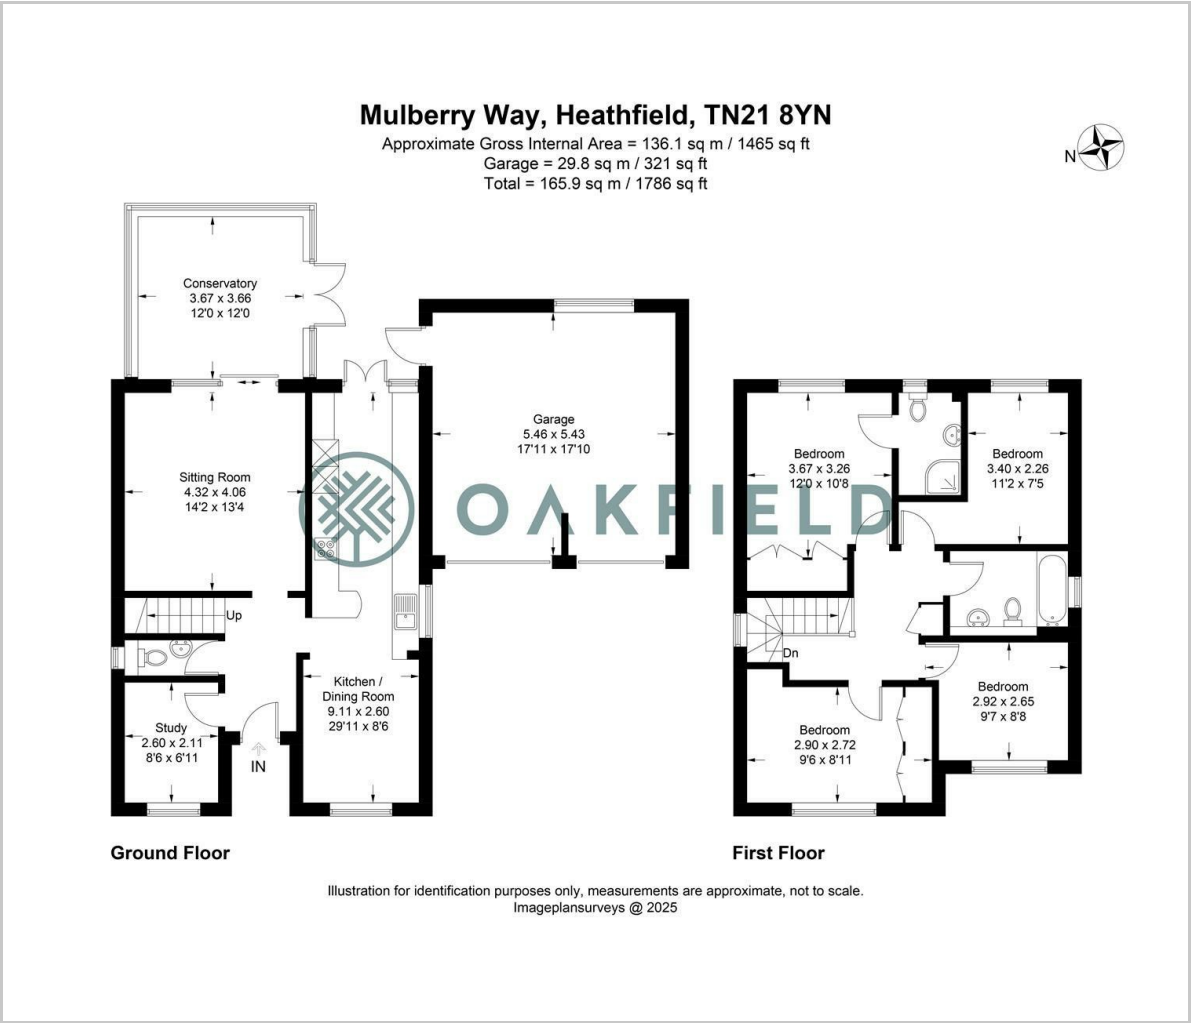 Mulberry Way, Heathfield, TN21 8YN
Approximate Gross Internal Area = 136.1 sq m / 1465 sq ft
Garage = 29.8 sq m / 321 sq ft
Total = 165.9 sq m / 1786 sq ft
N
Conservatory
3.67 x 3.66
12'0 x 12'0
Garage
5.46 x 5.43
17'11 x 17'10
Sitting Room
4.32 x 4.06
14'2 x 13'4
Up
Kitchen /
Dining Room
9.11 x 2.60
29'11 x 8'6
Study
2.60 x 2.11
8'6 x 6'11
IN
OAKFIELD
Bedroom
3.67 x 3.26
12'0 x 10'8
Bedroom
3.40 x 2.26
11'2 x 7'5
Dn
Bedroom
2.92 x 2.65
9'7 x 8'8
Bedroom
2.90 x 2.72
9'6 x 8'11
Ground Floor
First Floor
Illustration for identification purposes only, measurements are approximate, not to scale.
Imageplansurveys @ 2025